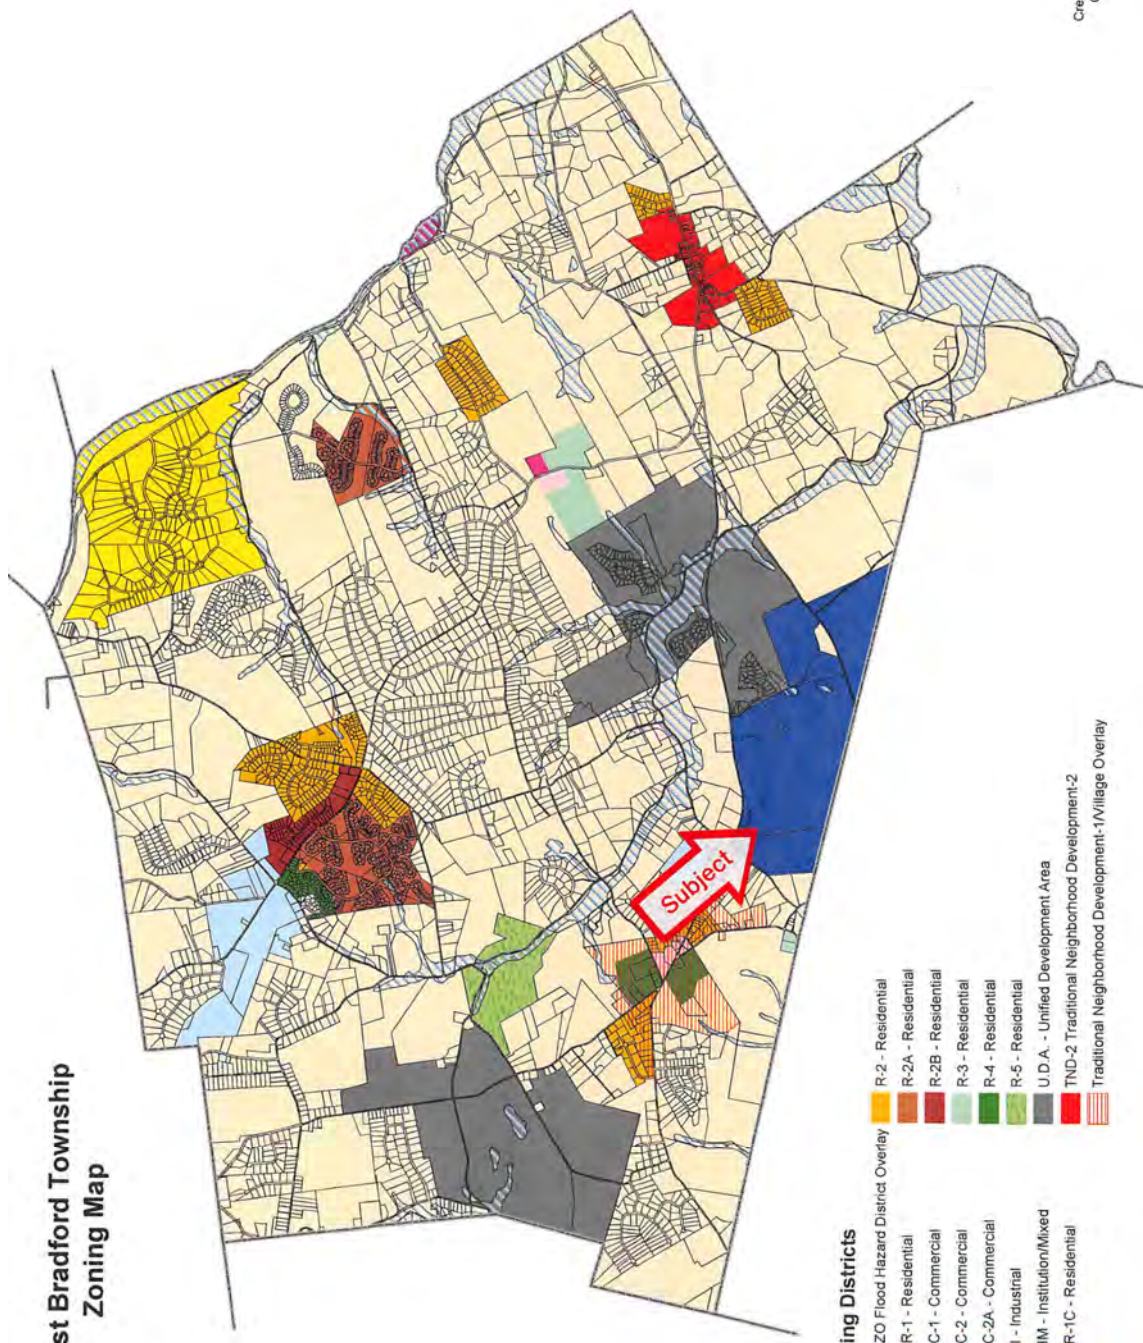 st Bradford Township
Zoning Map
Subject
ing Districts
ZO Flood Hazard District Overlay
R-1 - Residential
C-1 - Commercial
C-2 - Commercial
C-2A - Commercial
I - Industrial
IM - Institution/Mixed
R-1C - Residential
R-2 - Residential
R-2A - Residential
R-2B - Residential
R-3 - Residential
R-4 - Residential
R-5 - Residential
U.D.A. - Unified Development Area
TND-2 Traditional Neighborhood Development-2
Traditional Neighborhood Development-1/Village Overlay
Cre